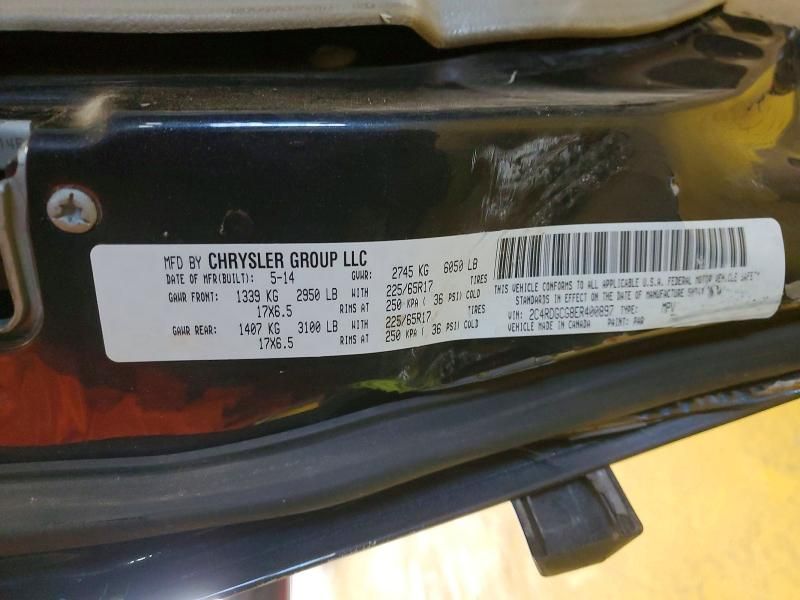 MFD BY CHRYSLER GROUP LLC
DATE OF MFR(BUILT): 5-14 GVWR: 2745 KG 6050 LB
GAWR FRONT: 1339 KG 2950 LB WITH 225/65R17 TIRES
17X6.5 RIMS AT 250 KPA ( 36 PSI) COLD
GAWR REAR: 1407 KG 3100 LB WITH 225/65R17 TIRES
17X6.5 RIMS AT 250 KPA ( 36 PSI) COLD
THIS VEHICLE CONFORMS TO ALL APPLICABLE U.S.A. FEDERAL MOTOR VEHICLE SAFETY
STANDARDS IN EFFECT ON THE DATE OF MANUFACTURE
VIN: 2C4RDGCG8ER400897 TYPE: MPV
VEHICLE MADE IN CANADA PAINT: PAR